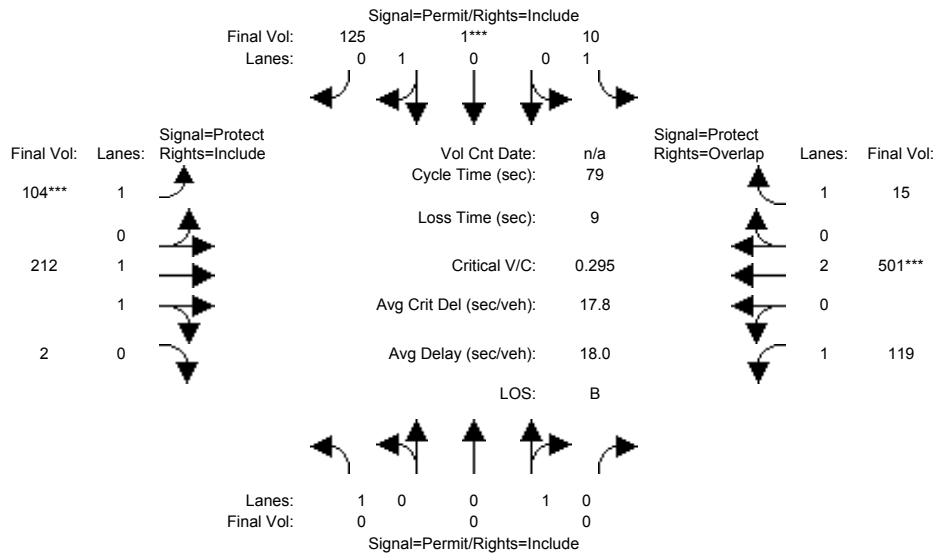 Signal=Permit/Rights=Include
Final Vol: 125 1*** 10
Lanes: 0 1 0 0 1
Signal=Protect
Final Vol: Lanes: Rights=Include
Vol Cnt Date: n/a
Signal=Protect
Rights=Overlap Lanes: Final Vol:
Cycle Time (sec): 79
104*** 1
1 15
Loss Time (sec): 9
0
0
212 1
Critical V/C: 0.295
2 501***
1
Avg Crit Del (sec/veh): 17.8
0
2 0
Avg Delay (sec/veh): 18.0
1 119
LOS: B
Lanes: 1 0 0 1 0
Final Vol: 0 0 0
Signal=Permit/Rights=Include